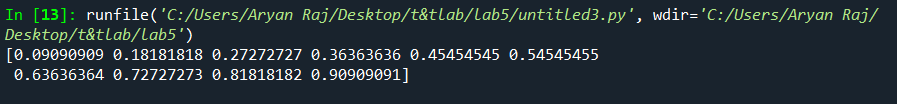 In [13]: runfile('C:/Users/Aryan Raj/Desktop/t&tlab/lab5/untitled3.py', wdir='C:/Users/Aryan Raj/
Desktop/t&tlab/lab5')
[0.09090909 0.18181818 0.27272727 0.36363636 0.45454545 0.54545455
 0.63636364 0.72727273 0.81818182 0.90909091]